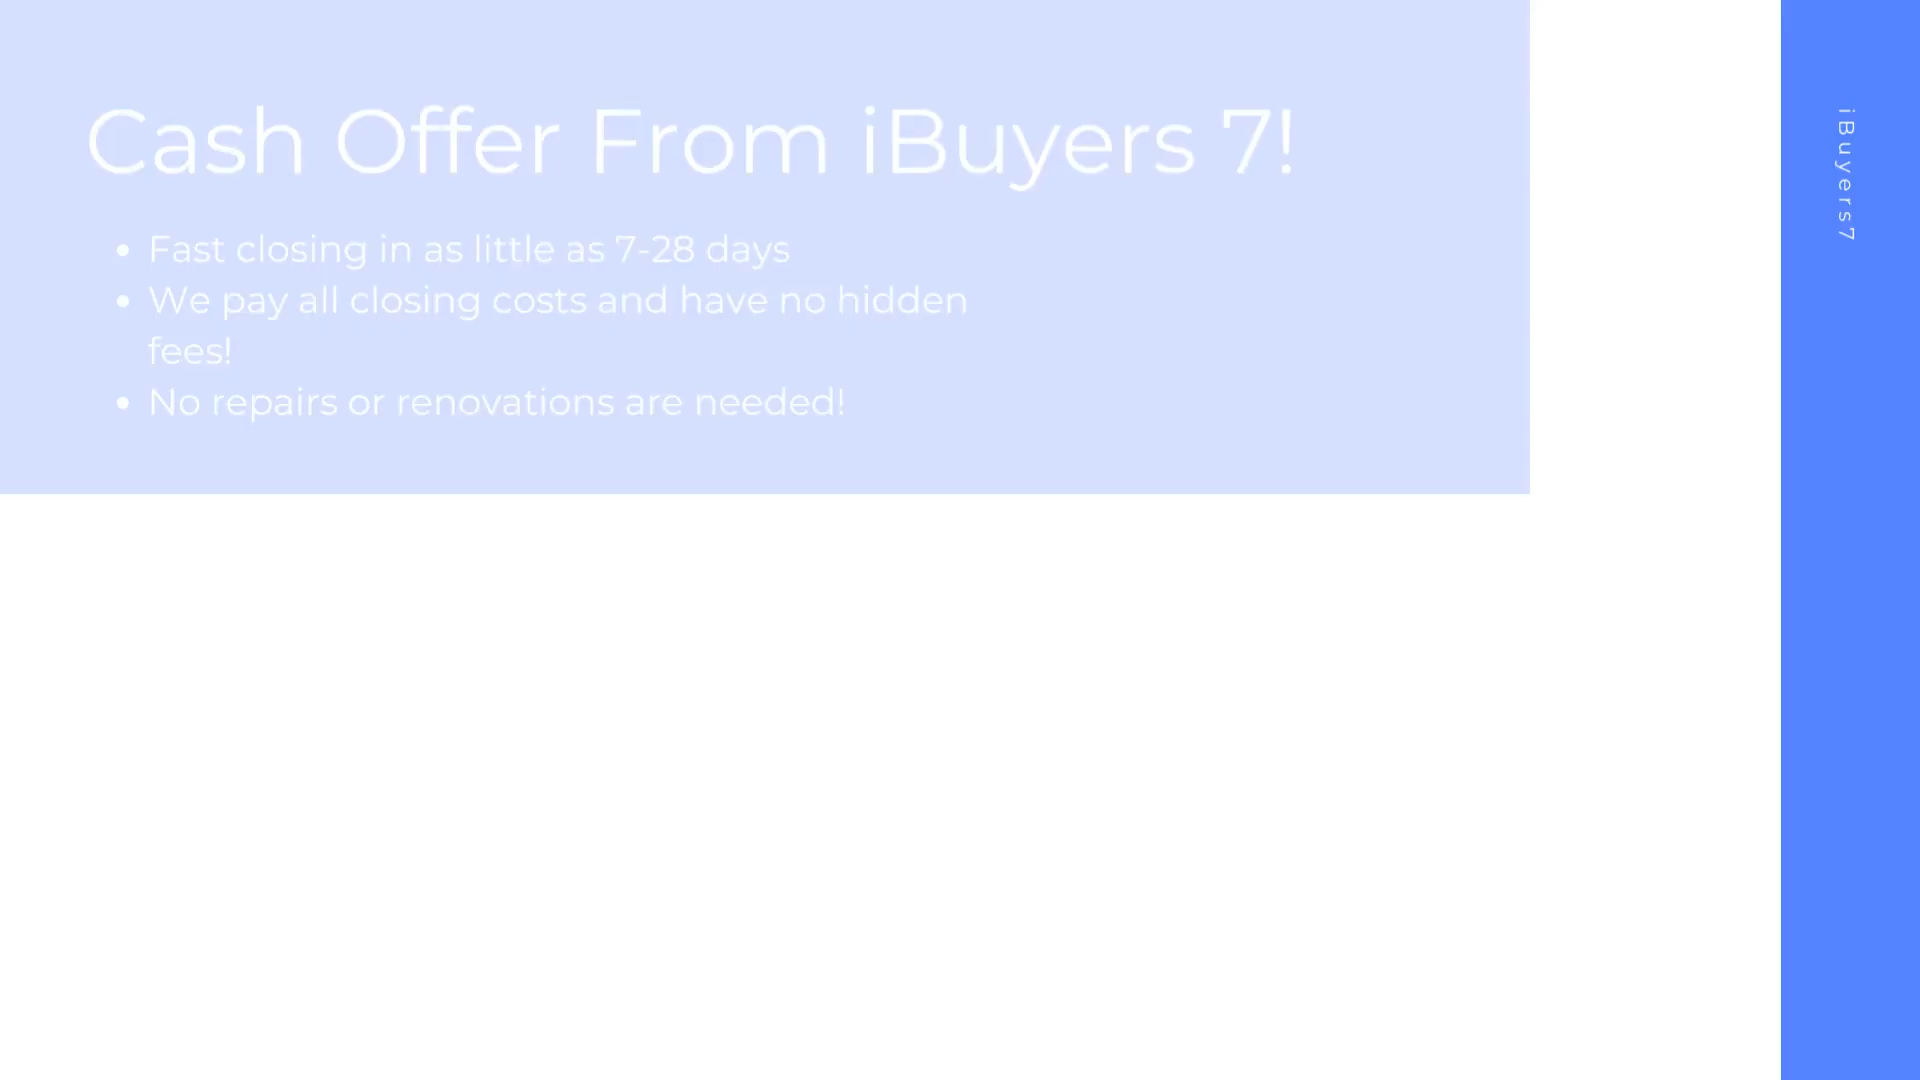 Cash Offer From iBuyers 7!
• Fast closing in as little as 7-28 days
• We pay all closing costs and have no hidden
fees!
• No repairs or renovations are needed!
iBuyers7